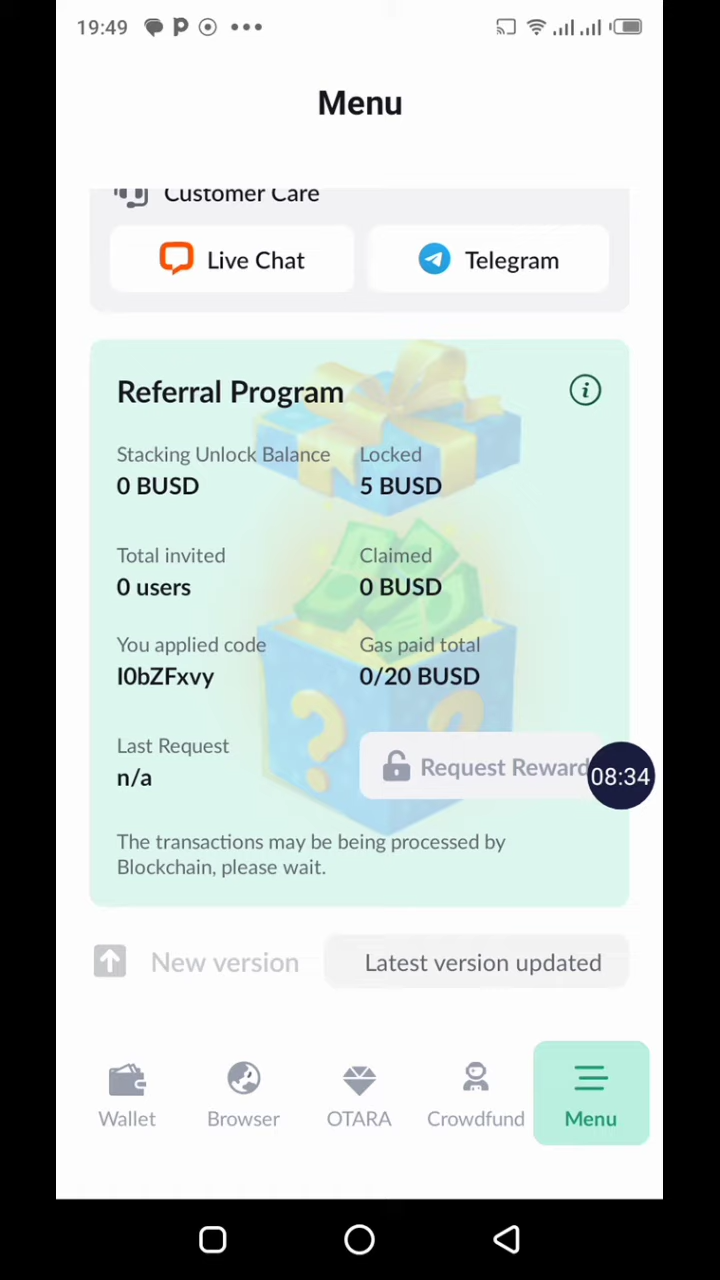 19:49
Menu
Customer Care
Live Chat
Telegram
Referral Program
Stacking Unlock Balance
Locked
0 BUSD
5 BUSD
Total invited
Claimed
0 users
0 BUSD
You applied code
Gas paid total
I0bZFxvy
0/20 BUSD
Last Request
n/a
Request Reward
08:34
The transactions may be being processed by
Blockchain, please wait.
New version
Latest version updated
Wallet
Browser
OTARA
Crowdfund
Menu